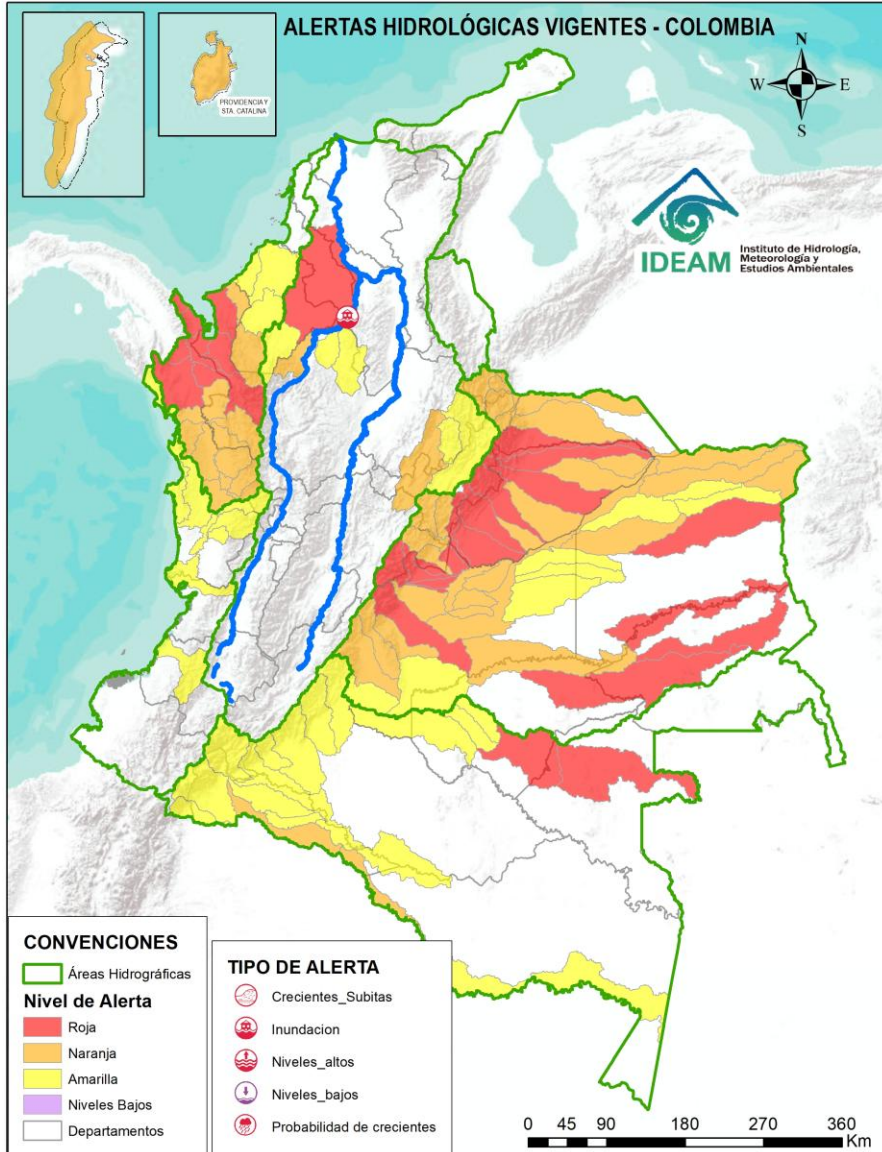 ALERTAS HIDROLÓGICAS VIGENTES - COLOMBIA
PROVIDENCIA Y
STA. CATALINA
N
W
E
S
IDEAM
Instituto de Hidrología,
Meteorología y
Estudios Ambientales
CONVENCIONES
Áreas Hidrográficas
Nivel de Alerta
Roja
Naranja
Amarilla
Niveles Bajos
Departamentos
TIPO DE ALERTA
Crecientes_Subitas
Inundacion
Niveles_altos
Niveles_bajos
Probabilidad de crecientes
0 45 90 180 270 360
Km